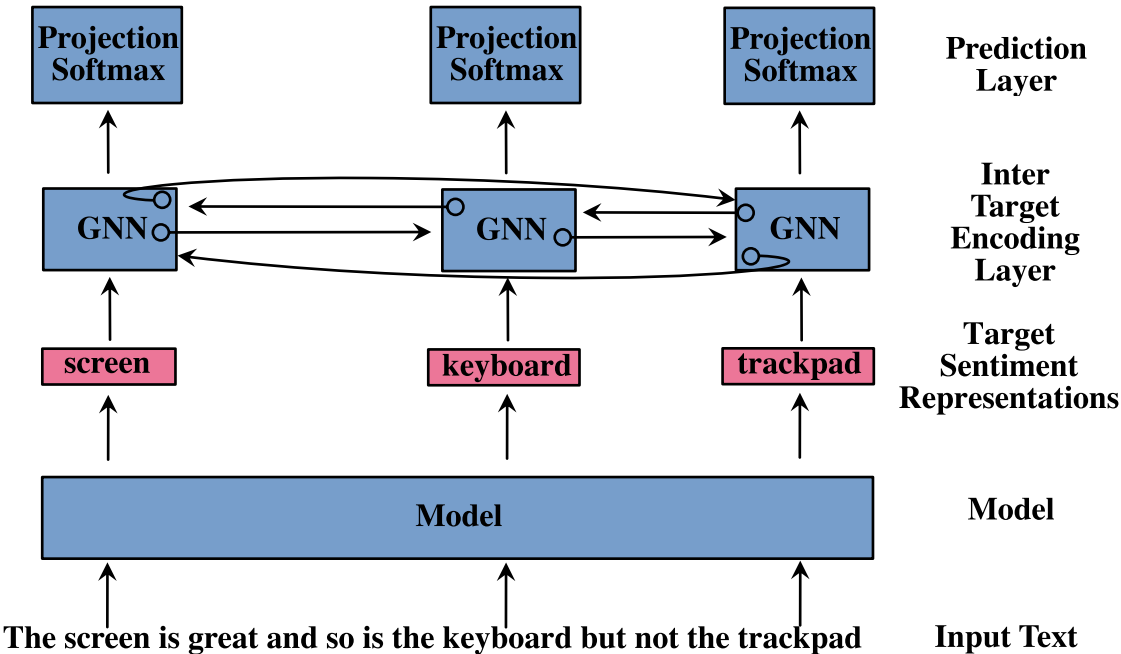 Projection
Softmax
Projection
Softmax
Projection
Softmax
Prediction
Layer
GNN
GNN
GNN
Inter
Target
Encoding
Layer
screen
keyboard
trackpad
Target
Sentiment
Representations
Model
Model
The screen is great and so is the keyboard but not the trackpad
Input Text